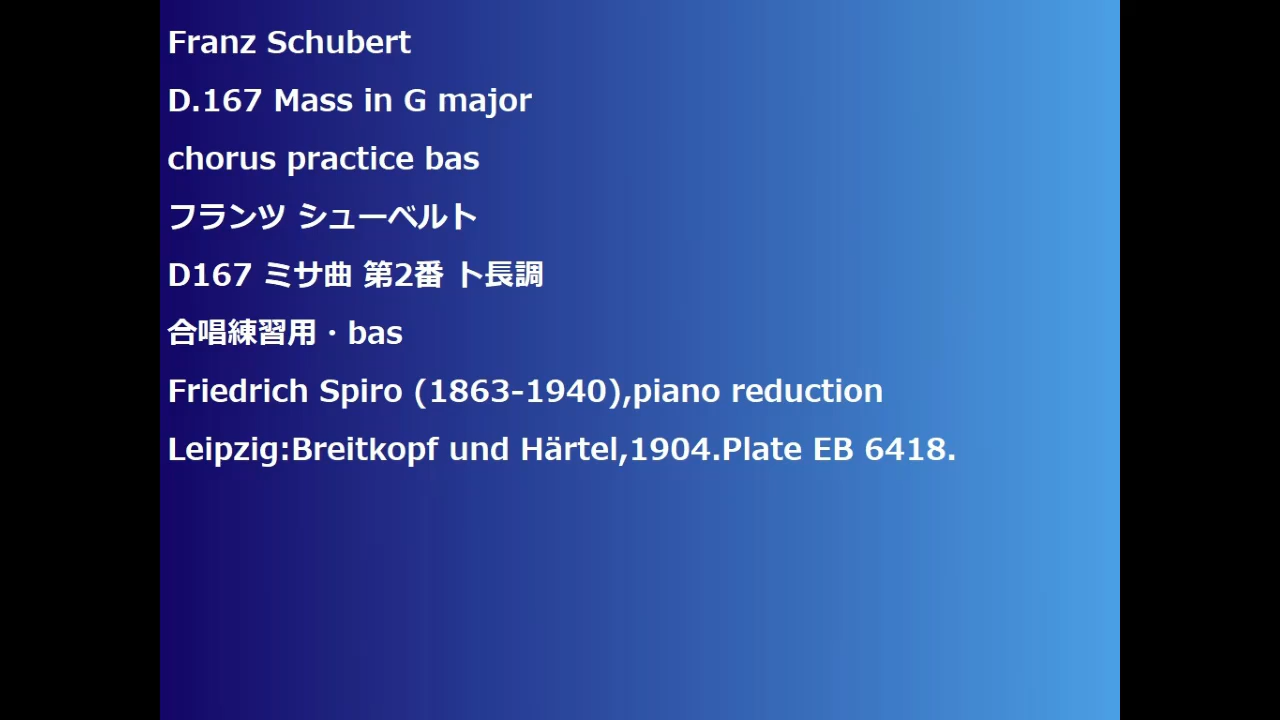 Franz Schubert
D.167 Mass in G major
chorus practice bas
フランツ シューベルト
D167 ミサ曲 第2番 ト長調
合唱練習用・bas
Friedrich Spiro (1863-1940),piano reduction
Leipzig:Breitkopf und Härtel,1904.Plate EB 6418.